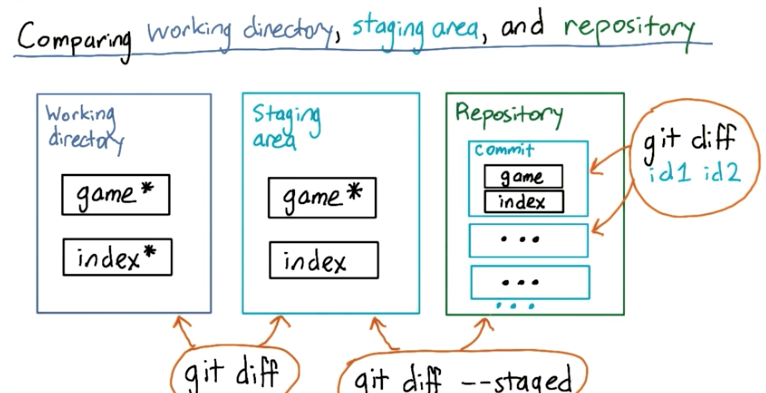 Comparing working directory, staging area, and repository
Working
directory
game*
index*
Staging
area
game*
index
Repository
commit
game
index
...
...
...
git diff
id1 id2
git diff
git diff --staged